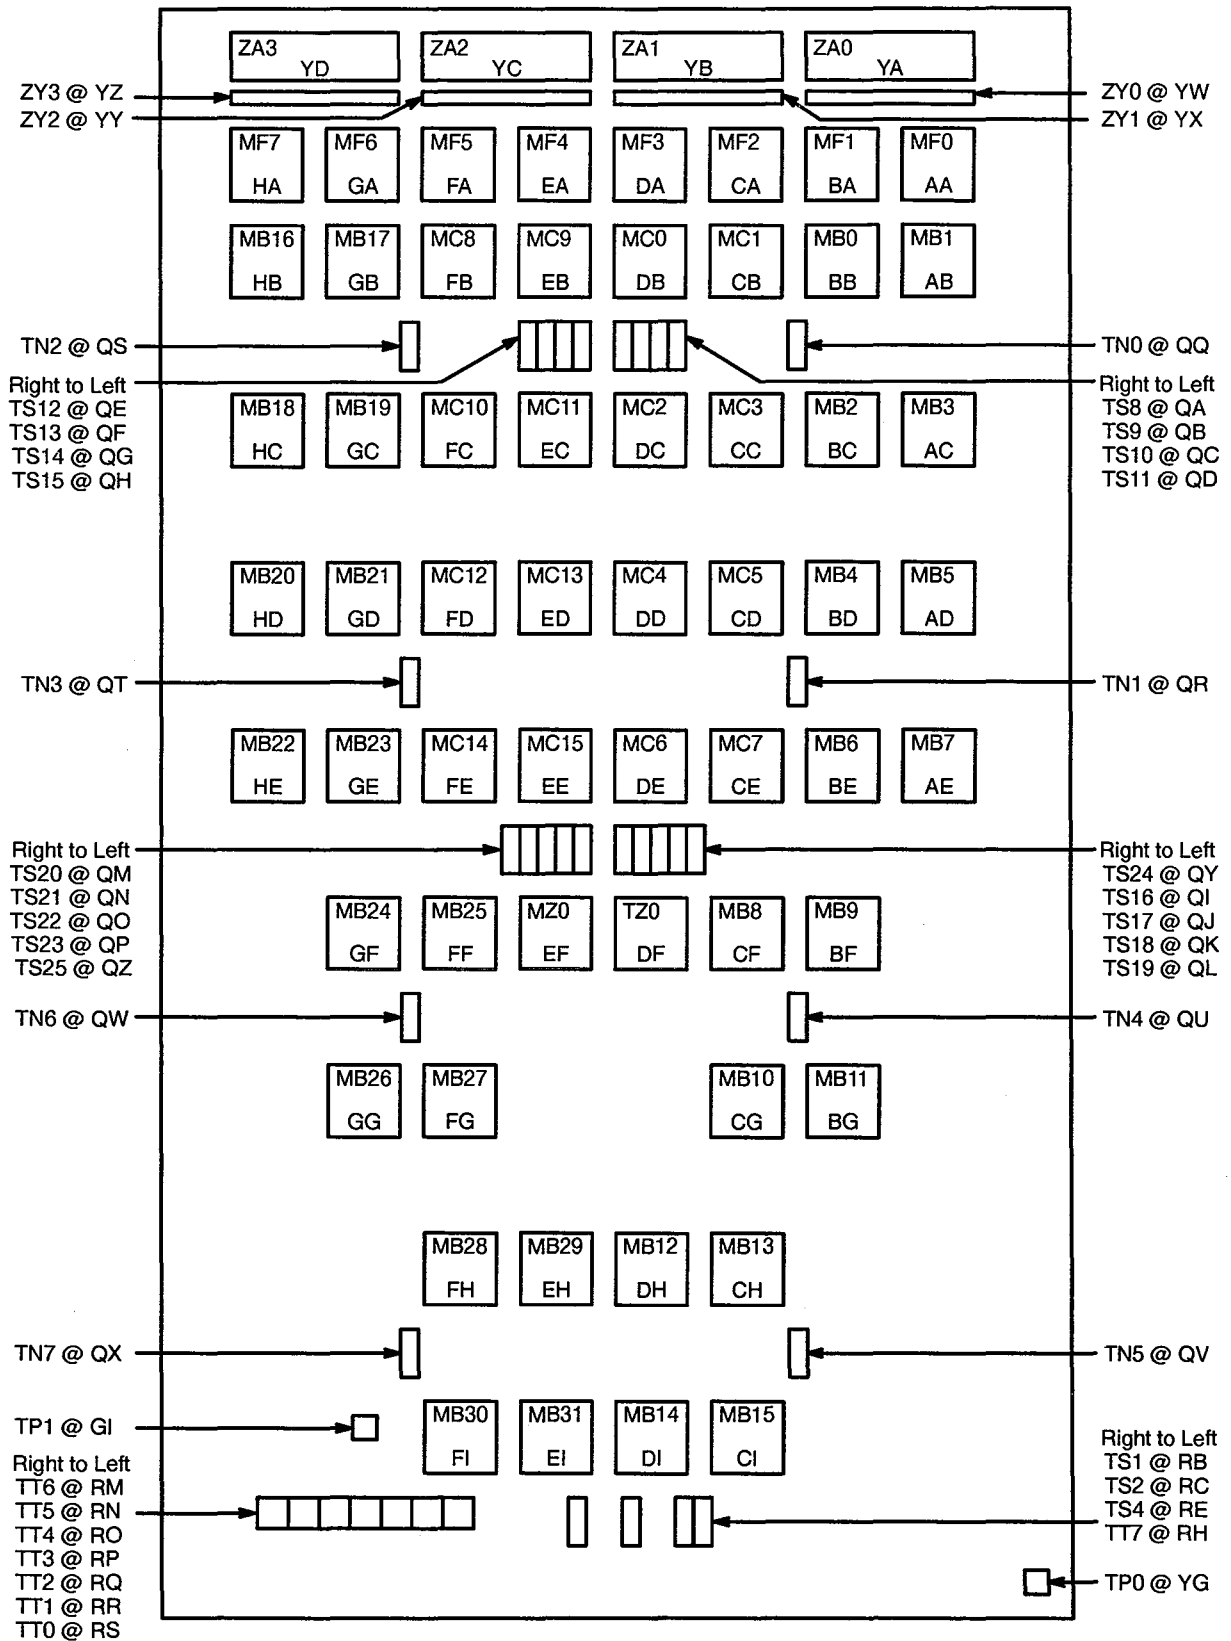 ZA3 ZA2 ZA1 ZA0
YD YC YB YA
ZY3 @ YZ
ZY2 @ YY
ZY0 @ YW
ZY1 @ YX
MF7 MF6 MF5 MF4 MF3 MF2 MF1 MF0
HA GA FA EA DA CA BA AA
MB16 MB17 MC8 MC9 MC0 MC1 MB0 MB1
HB GB FB EB DB CB BB AB
TN2 @ QS
TN0 @ QQ
Right to Left
TS12 @ QE
TS13 @ QF
TS14 @ QG
TS15 @ QH
Right to Left
TS8 @ QA
TS9 @ QB
TS10 @ QC
TS11 @ QD
MB18 MB19 MC10 MC11 MC2 MC3 MB2 MB3
HC GC FC EC DC CC BC AC
MB20 MB21 MC12 MC13 MC4 MC5 MB4 MB5
HD GD FD ED DD CD BD AD
TN3 @ QT
TN1 @ QR
MB22 MB23 MC14 MC15 MC6 MC7 MB6 MB7
HE GE FE EE DE CE BE AE
Right to Left
TS20 @ QM
TS21 @ QN
TS22 @ QO
TS23 @ QP
TS25 @ QZ
Right to Left
TS24 @ QY
TS16 @ QI
TS17 @ QJ
TS18 @ QK
TS19 @ QL
MB24 MB25 MZ0 TZ0 MB8 MB9
GF FF EF DF CF BF
TN6 @ QW
TN4 @ QU
MB26 MB27 MB10 MB11
GG FG CG BG
MB28 MB29 MB12 MB13
FH EH DH CH
TN7 @ QX
TN5 @ QV
MB30 MB31 MB14 MB15
FI EI DI CI
TP1 @ GI
Right to Left
TT6 @ RM
TT5 @ RN
TT4 @ RO
TT3 @ RP
TT2 @ RQ
TT1 @ RR
TT0 @ RS
Right to Left
TS1 @ RB
TS2 @ RC
TS4 @ RE
TT7 @ RH
TP0 @ YG